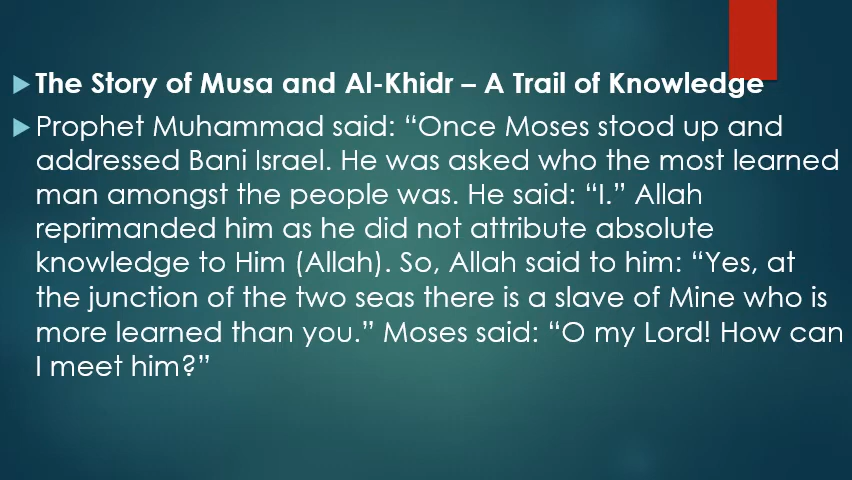 The Story of Musa and Al-Khidr – A Trail of Knowledge
Prophet Muhammad said: “Once Moses stood up and
addressed Bani Israel. He was asked who the most learned
man amongst the people was. He said: “I.” Allah
reprimanded him as he did not attribute absolute
knowledge to Him (Allah). So, Allah said to him: “Yes, at
the junction of the two seas there is a slave of Mine who is
more learned than you.” Moses said: “O my Lord! How can
I meet him?”